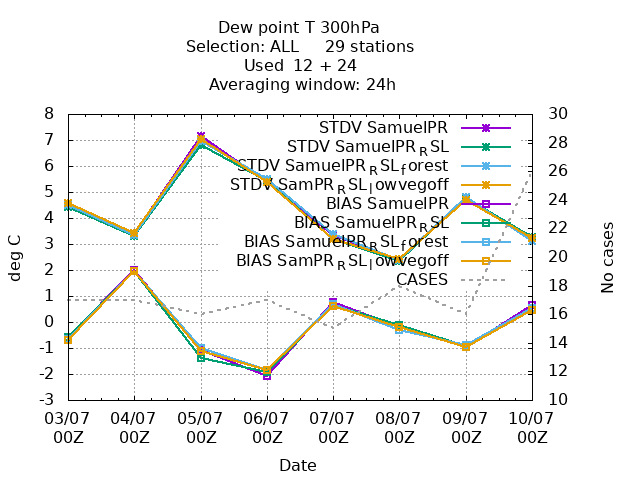 Dew point T 300hPa
Selection: ALL 29 stations
Used 12 + 24
Averaging window: 24h
STDV SamuelPR
STDV SamuelPR_RSL
STDV SamuelPR_RSL_forest
STDV SamPR_RSL_lowvegoff
BIAS SamuelPR
BIAS SamuelPR_RSL
BIAS SamuelPR_RSL_forest
BIAS SamPR_RSL_lowvegoff
CASES
8
7
6
5
4
3
2
1
0
-1
-2
-3
deg C
30
28
26
24
22
20
18
16
14
12
10
No cases
03/07 04/07 05/07 06/07 07/07 08/07 09/07 10/07
00Z 00Z 00Z 00Z 00Z 00Z 00Z 00Z
Date